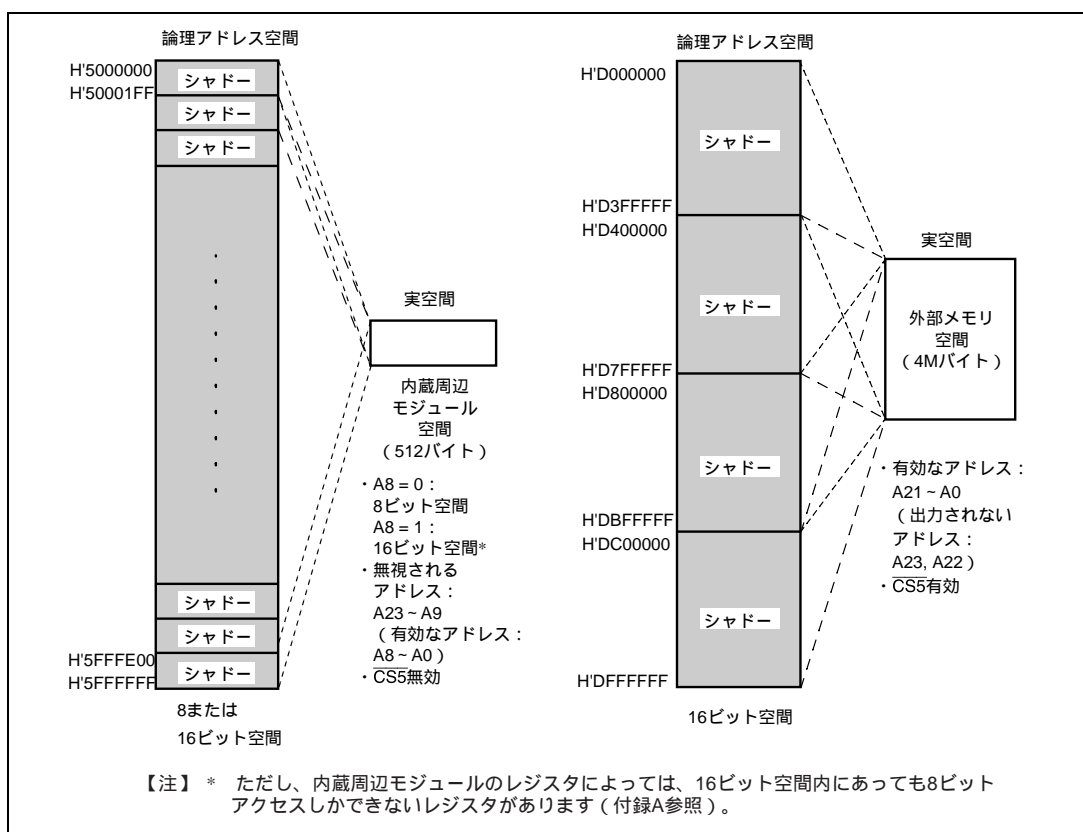 論理アドレス空間
H'5000000
H'50001FF
シャドー
シャドー
シャドー
シャドー
シャドー
シャドー
H'5FFFE00
H'5FFFFFF
8または
16ビット空間
実空間
内蔵周辺
モジュール
空間
(512バイト)
・A8=0:
8ビット空間
A8=1:
16ビット空間*
・無視される
アドレス:
A23~A9
(有効なアドレス:
A8~A0)
・CS5無効
論理アドレス空間
H'D000000
シャドー
H'D3FFFFF
H'D400000
シャドー
H'D7FFFFF
H'D800000
シャドー
H'DBFFFFF
H'DC00000
シャドー
H'DFFFFFF
16ビット空間
実空間
外部メモリ
空間
(4Mバイト)
・有効なアドレス:
A21~A0
(出力されない
アドレス:
A23, A22)
・CS5有効
【注】 * ただし、内蔵周辺モジュールのレジスタによっては、16ビット空間内にあっても8ビット
アクセスしかできないレジスタがあります(付録A参照)。